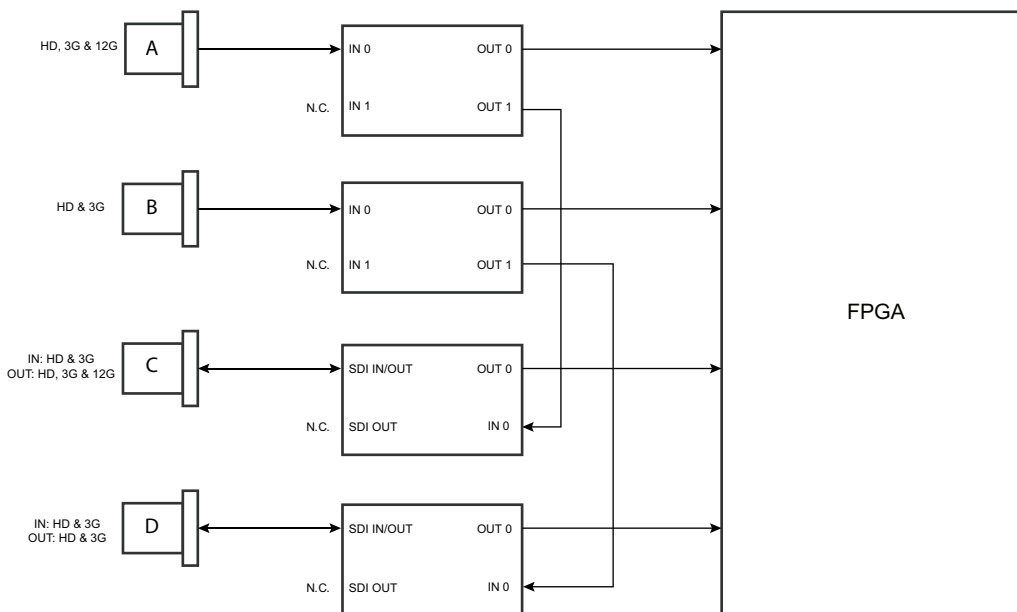 HD, 3G & 12G
A
IN 0
OUT 0
N.C.
IN 1
OUT 1
HD & 3G
B
IN 0
OUT 0
N.C.
IN 1
OUT 1
FPGA
IN: HD & 3G
OUT: HD, 3G & 12G
C
SDI IN/OUT
OUT 0
N.C.
SDI OUT
IN 0
IN: HD & 3G
OUT: HD & 3G
D
SDI IN/OUT
OUT 0
N.C.
SDI OUT
IN 0